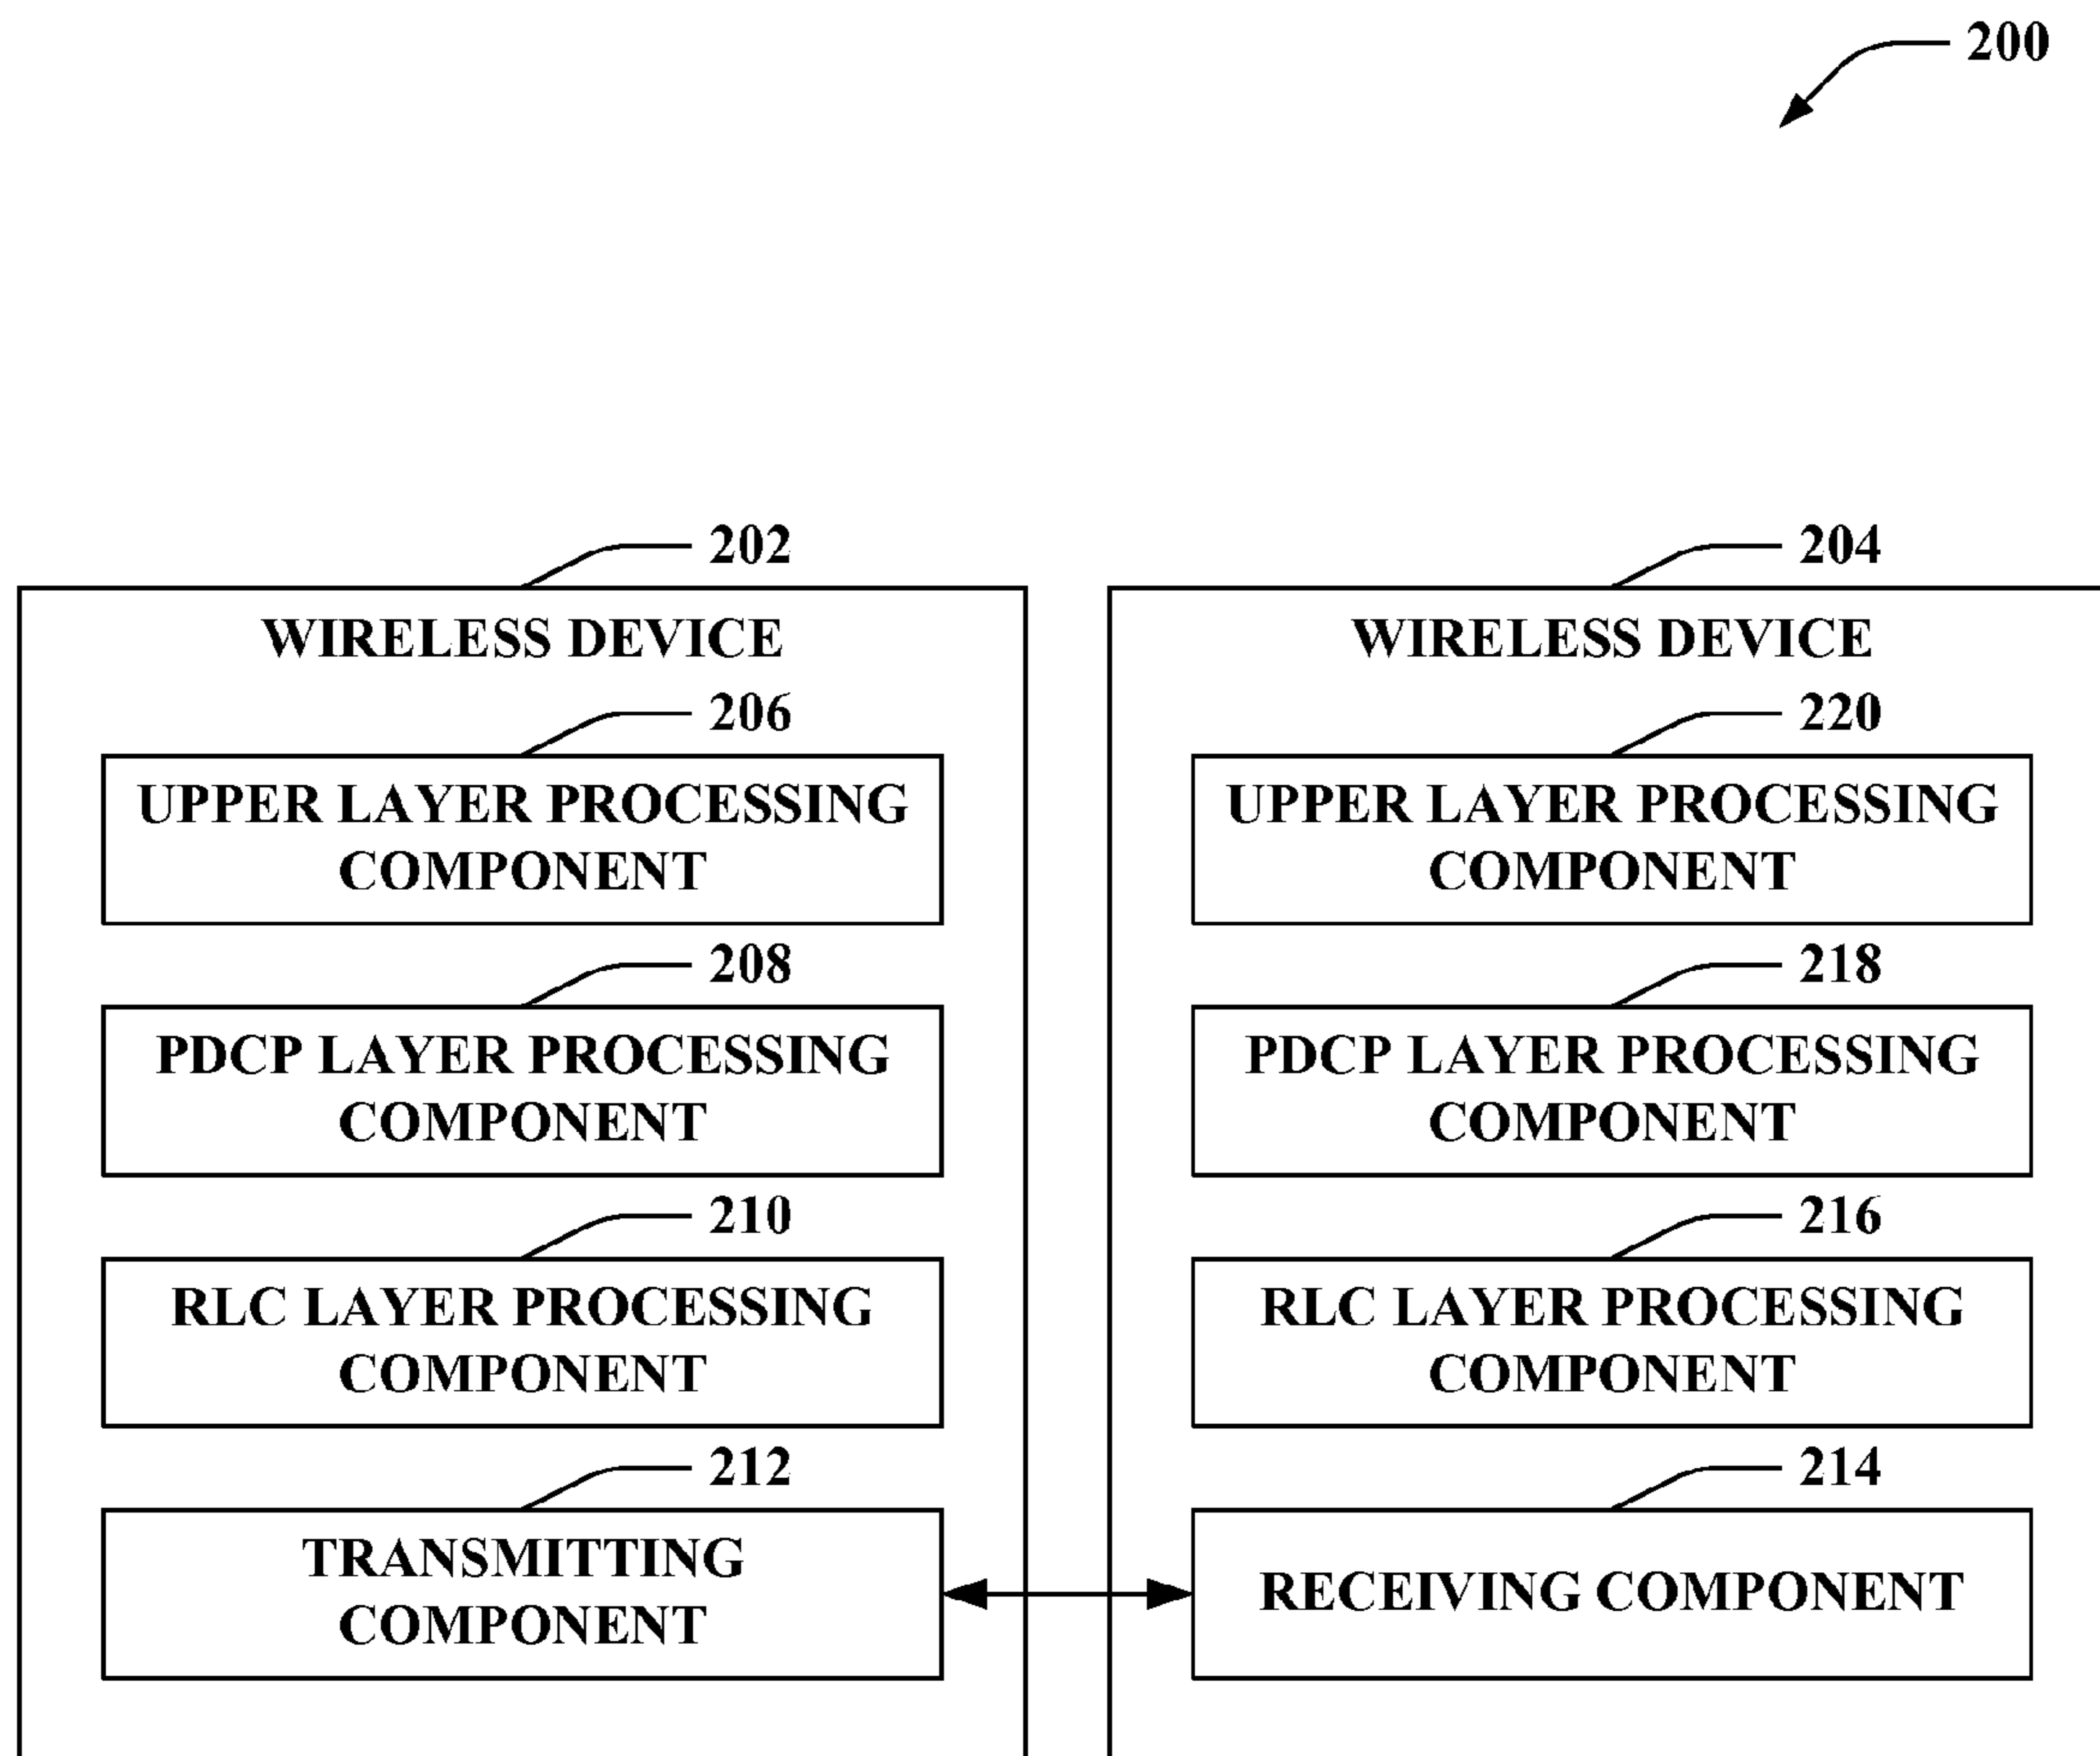 200
202
204
WIRELESS DEVICE
WIRELESS DEVICE
206
220
UPPER LAYER PROCESSING
COMPONENT
UPPER LAYER PROCESSING
COMPONENT
208
218
PDCP LAYER PROCESSING
COMPONENT
PDCP LAYER PROCESSING
COMPONENT
210
216
RLC LAYER PROCESSING
COMPONENT
RLC LAYER PROCESSING
COMPONENT
212
214
TRANSMITTING
COMPONENT
RECEIVING COMPONENT